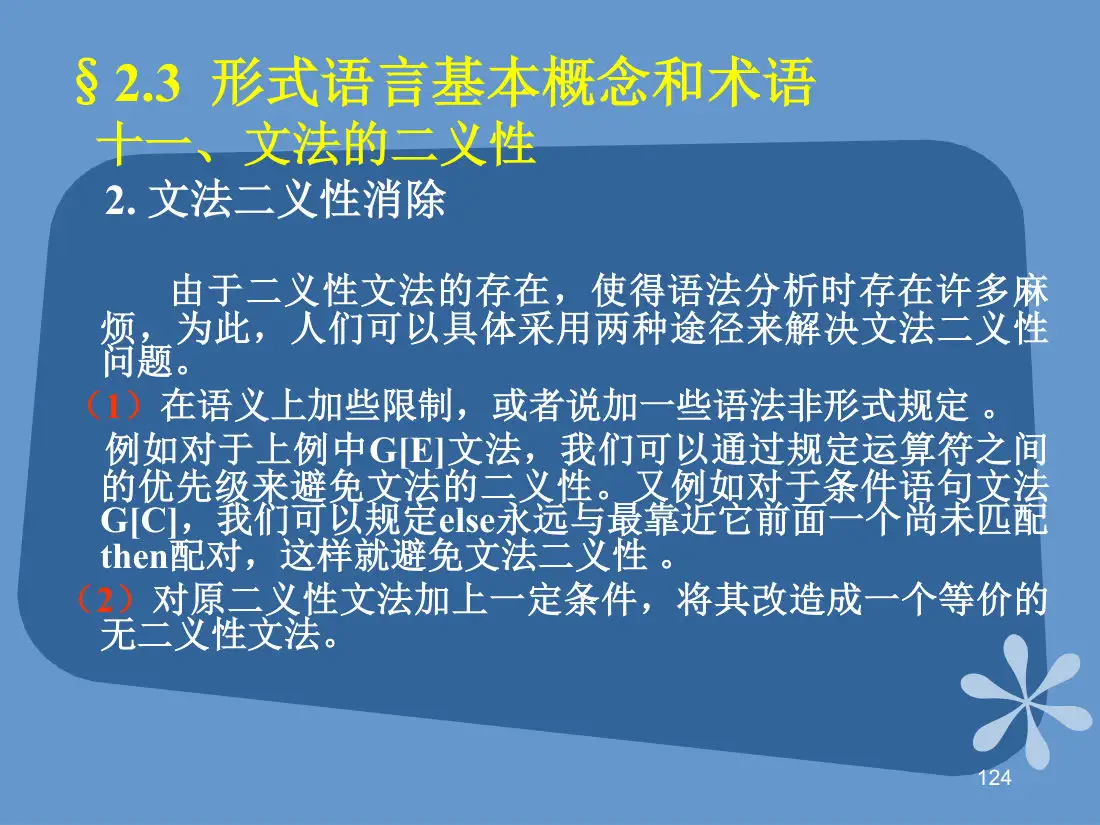 §2.3 形式语言基本概念和术语
十一、文法的二义性
2. 文法二义性消除
由于二义性文法的存在，使得语法分析时存在许多麻
烦，为此，人们可以具体采用两种途径来解决文法二义性
问题。
（1）在语义上加些限制，或者说加一些语法非形式规定 。
例如对于上例中G[E]文法，我们可以通过规定运算符之间
的优先级来避免文法的二义性。又例如对于条件语句文法
G[C]，我们可以规定else永远与最靠近它前面一个尚未匹配
then配对，这样就避免文法二义性 。
（2）对原二义性文法加上一定条件，将其改造成一个等价的
无二义性文法。
124